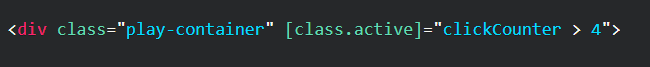 <div class="play-container" [class.active]="clickCounter > 4">